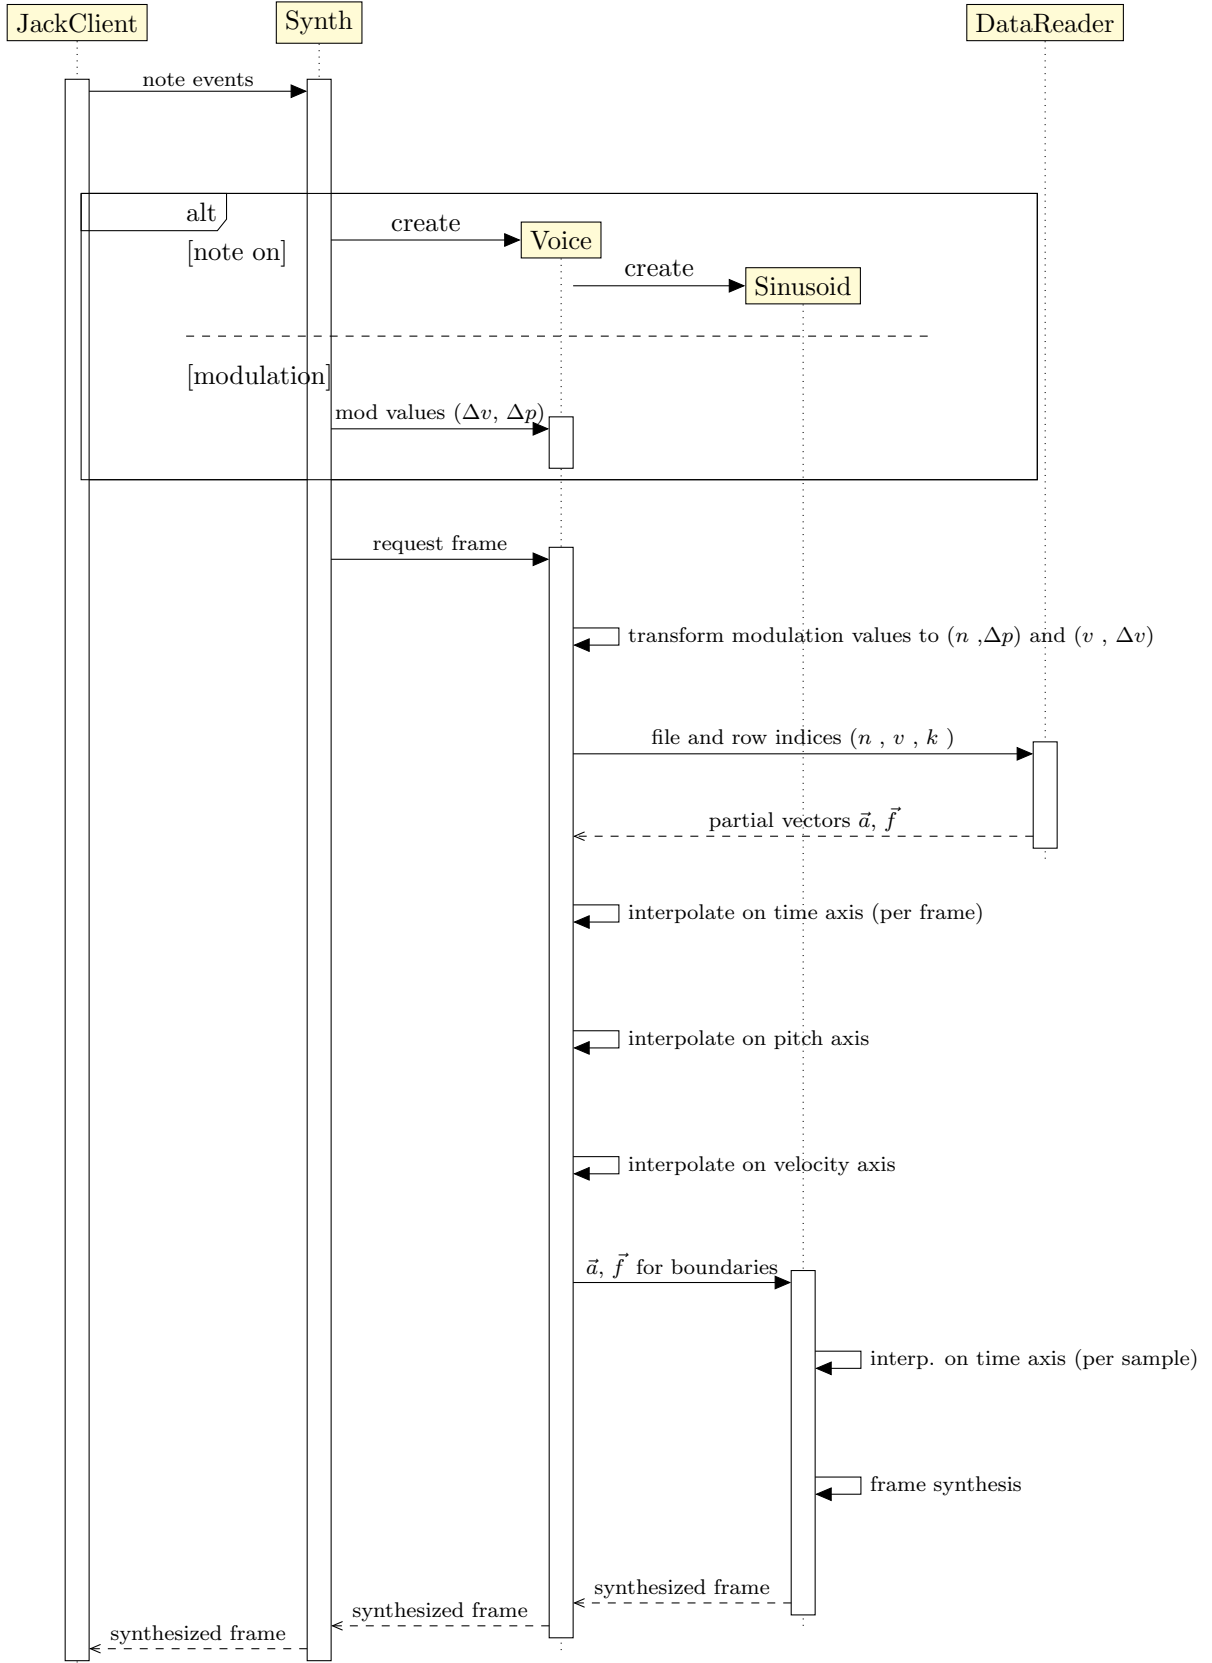 JackClient
Synth
DataReader
note events
alt
create
[note on]
Voice
create
Sinusoid
[modulation]
mod values (Δv, Δp)
request frame
transform modulation values to (n ,Δp) and (v , Δv)
file and row indices (n , v , k )
partial vectors a⃗, f⃗
interpolate on time axis (per frame)
interpolate on pitch axis
interpolate on velocity axis
a⃗, f⃗ for boundaries
interp. on time axis (per sample)
frame synthesis
synthesized frame
synthesized frame
synthesized frame